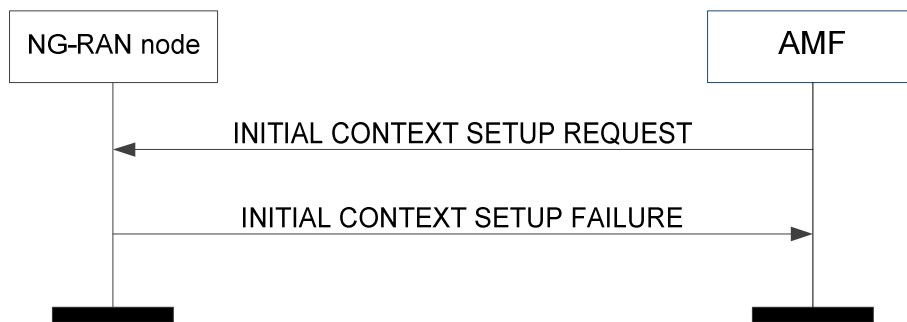 NG-RAN node
AMF
INITIAL CONTEXT SETUP REQUEST
INITIAL CONTEXT SETUP FAILURE